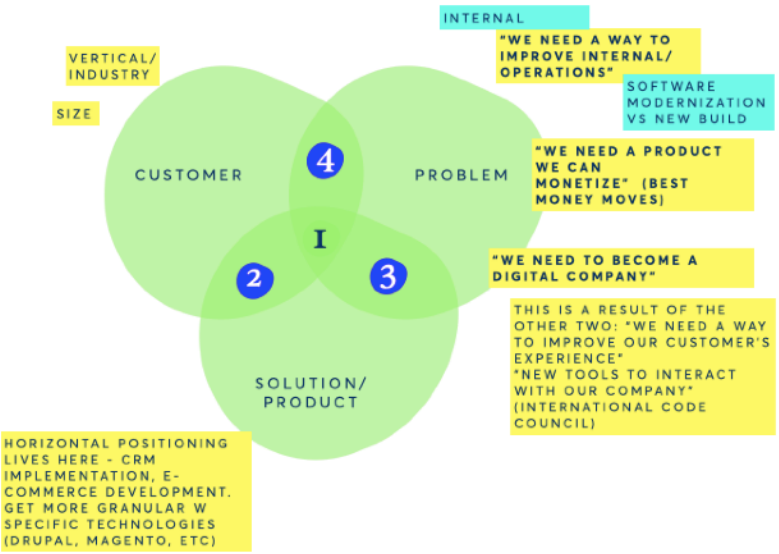 INTERNAL
"WE NEED A WAY TO
IMPROVE INTERNAL/
OPERATIONS"
VERTICAL/
INDUSTRY
SIZE
SOFTWARE
MODERNIZATION
VS NEW BUILD
CUSTOMER
4
PROBLEM
"WE NEED A PRODUCT
WE CAN
MONETIZE" (BEST
MONEY MOVES)
1
2
3
"WE NEED TO BECOME A
DIGITAL COMPANY"
THIS IS A RESULT OF THE
OTHER TWO: "WE NEED A WAY
TO IMPROVE OUR CUSTOMER'S
EXPERIENCE"
"NEW TOOLS TO INTERACT
WITH OUR COMPANY"
(INTERNATIONAL CODE
COUNCIL)
SOLUTION/
PRODUCT
HORIZONTAL POSITIONING
LIVES HERE - CRM
IMPLEMENTATION, E-
COMMERCE DEVELOPMENT.
GET MORE GRANULAR W
SPECIFIC TECHNOLOGIES
(DRUPAL, MAGENTO, ETC)